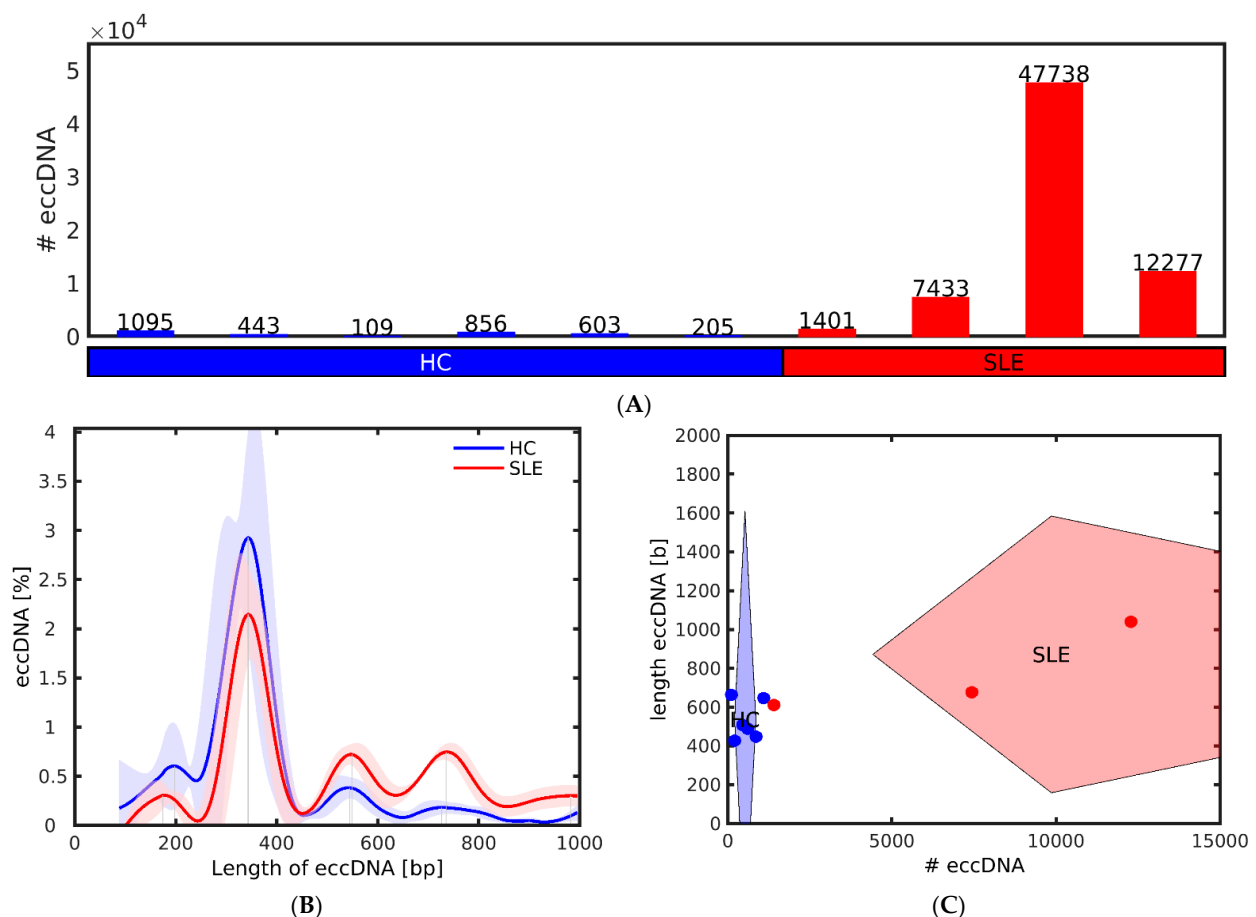 ×10⁴
# eccDNA
5
4
3
2
1
0
1095 443 109 856 603 205 1401 7433 47738 12277
HC SLE
(A)
eccDNA [%]
4
3.5
3
2.5
2
1.5
1
0.5
0
HC
SLE
0 200 400 600 800 1000
Length of eccDNA [bp]
(B)
length eccDNA [b]
2000
1800
1600
1400
1200
1000
800
600
400
200
0
HC
SLE
0 5000 10000 15000
# eccDNA
(C)